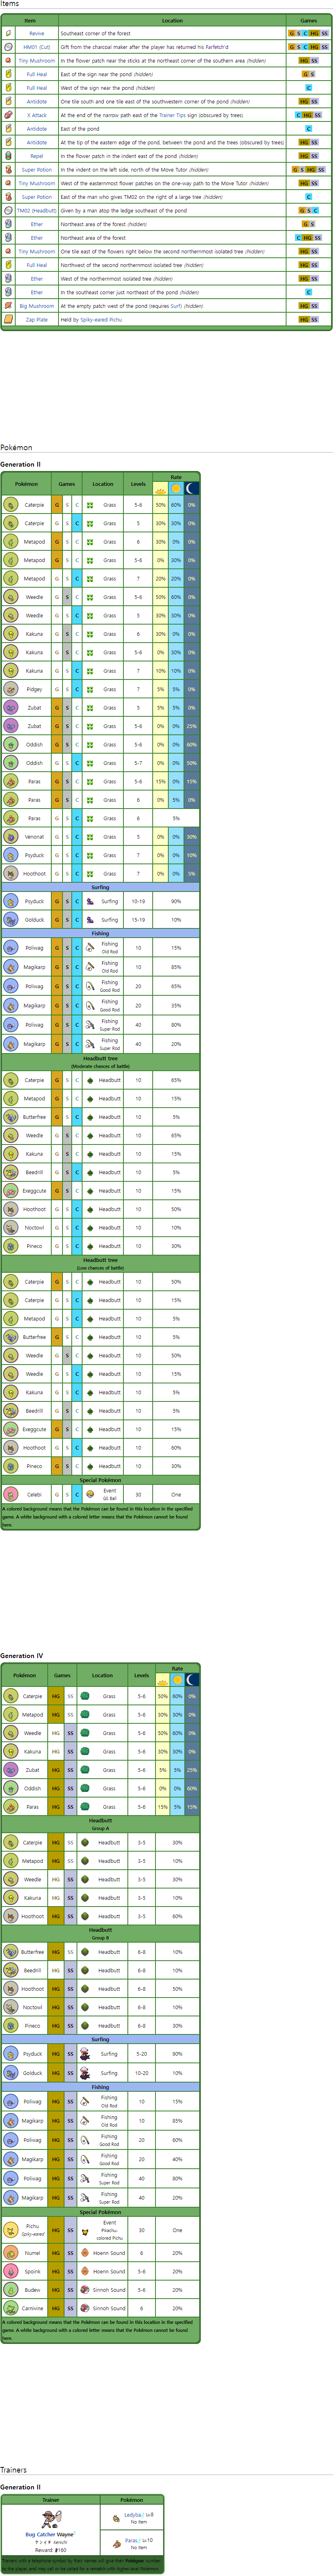 Items
Item Location Games
Revive Southeast corner of the forest G S C HG SS
HM01 (Cut) Gift from the charcoal maker after the player has returned his Farfetch'd G S C HG SS
Tiny Mushroom In the flower patch near the sticks at the northeast corner of the southern area (hidden) HG SS
Full Heal East of the sign near the pond (hidden) G S
Full Heal West of the sign near the pond (hidden) C
Antidote One tile south and one tile east of the southwestern corner of the pond (hidden) HG SS
X Attack At the end of the narrow path east of the Trainer Tips sign (obscured by trees) C HG SS
Antidote East of the pond C
Antidote At the tip of the eastern edge of the pond, between the pond and the trees (obscured by trees) HG SS
Repel In the flower patch in the indent east of the pond (hidden) HG SS
Super Potion In the indent on the left side, north of the Move Tutor (hidden) G S HG SS
Tiny Mushroom West of the easternmost flower patches on the one-way path to the Move Tutor (hidden) HG SS
Super Potion East of the man who gives TM02 on the right of a large tree (hidden) C
TM02 (Headbutt) Given by a man atop the ledge southeast of the pond G S C
Ether Northeast area of the forest (hidden) G S
Ether Northeast area of the forest C HG SS
Tiny Mushroom One tile east of the flowers right below the second northernmost isolated tree (hidden) HG SS
Full Heal Northwest of the second northernmost isolated tree (hidden) HG SS
Ether West of the northernmost isolated tree (hidden) HG SS
Ether In the southeast corner just northeast of the pond (hidden) C
Big Mushroom At the empty patch west of the pond (requires Surf) (hidden) HG SS
Zap Plate Held by Spiky-eared Pichu HG SS
Pokémon
Generation II
Pokémon Games Location Levels Rate
Caterpie G S C Grass 5-6 50% 60% 0%
Caterpie G S C Grass 5 30% 30% 0%
Metapod G S C Grass 6 30% 0% 0%
Metapod G S C Grass 5-6 0% 30% 0%
Metapod G S C Grass 7 20% 20% 0%
Weedle G S C Grass 5-6 50% 60% 0%
Weedle G S C Grass 5 30% 30% 0%
Kakuna G S C Grass 6 30% 0% 0%
Kakuna G S C Grass 5-6 0% 30% 0%
Kakuna G S C Grass 7 10% 10% 0%
Pidgey G S C Grass 7 5% 5% 0%
Zubat G S C Grass 5 5% 5% 0%
Zubat G S C Grass 5-6 0% 0% 25%
Oddish G S C Grass 5-6 0% 0% 60%
Oddish G S C Grass 5-7 0% 0% 50%
Paras G S C Grass 5-6 15% 0% 15%
Paras G S C Grass 6 0% 5% 0%
Paras G S C Grass 6 5%
Venonat G S C Grass 5 0% 0% 30%
Psyduck G S C Grass 7 0% 0% 10%
Hoothoot G S C Grass 7 0% 0% 5%
Surfing
Psyduck G S C Surfing 10-19 90%
Golduck G S C Surfing 15-19 10%
Fishing
Poliwag G S C Fishing Old Rod 10 15%
Magikarp G S C Fishing Old Rod 10 85%
Poliwag G S C Fishing Good Rod 20 65%
Magikarp G S C Fishing Good Rod 20 35%
Poliwag G S C Fishing Super Rod 40 80%
Magikarp G S C Fishing Super Rod 40 20%
Headbutt tree
(Moderate chances of battle)
Caterpie G S C Headbutt 10 65%
Metapod G S C Headbutt 10 15%
Butterfree G S C Headbutt 10 5%
Weedle G S C Headbutt 10 65%
Kakuna G S C Headbutt 10 15%
Beedrill G S C Headbutt 10 5%
Exeggcute G S C Headbutt 10 15%
Hoothoot G S C Headbutt 10 50%
Noctowl G S C Headbutt 10 10%
Pineco G S C Headbutt 10 30%
Headbutt tree
(Low chances of battle)
Caterpie G S C Headbutt 10 50%
Caterpie G S C Headbutt 10 15%
Metapod G S C Headbutt 10 5%
Butterfree G S C Headbutt 10 5%
Weedle G S C Headbutt 10 50%
Weedle G S C Headbutt 10 15%
Kakuna G S C Headbutt 10 5%
Beedrill G S C Headbutt 10 5%
Exeggcute G S C Headbutt 10 15%
Hoothoot G S C Headbutt 10 60%
Pineco G S C Headbutt 10 30%
Special Pokémon
Celebi G S C Event GS Ball 30 One
A colored background means that the Pokémon can be found in this location in the specified
game. A white background with a colored letter means that the Pokémon cannot be found
here.
Generation IV
Pokémon Games Location Levels Rate
Caterpie HG SS Grass 5-6 50% 60% 0%
Metapod HG SS Grass 5-6 30% 30% 0%
Weedle HG SS Grass 5-6 50% 60% 0%
Kakuna HG SS Grass 5-6 30% 30% 0%
Zubat HG SS Grass 5-6 5% 5% 25%
Oddish HG SS Grass 5-6 0% 0% 60%
Paras HG SS Grass 5-6 15% 5% 15%
Headbutt
Group A
Caterpie HG SS Headbutt 3-5 30%
Metapod HG SS Headbutt 3-5 10%
Weedle HG SS Headbutt 3-5 30%
Kakuna HG SS Headbutt 3-5 10%
Hoothoot HG SS Headbutt 3-5 60%
Headbutt
Group B
Butterfree HG SS Headbutt 6-8 10%
Beedrill HG SS Headbutt 6-8 10%
Hoothoot HG SS Headbutt 6-8 50%
Noctowl HG SS Headbutt 6-8 10%
Pineco HG SS Headbutt 6-8 30%
Surfing
Psyduck HG SS Surfing 5-20 90%
Golduck HG SS Surfing 10-20 10%
Fishing
Poliwag HG SS Fishing Old Rod 10 15%
Magikarp HG SS Fishing Old Rod 10 85%
Poliwag HG SS Fishing Good Rod 20 60%
Magikarp HG SS Fishing Good Rod 20 40%
Poliwag HG SS Fishing Super Rod 40 80%
Magikarp HG SS Fishing Super Rod 40 20%
Special Pokémon
Pichu Spiky-eared HG SS Event Pikachu-colored Pichu 30 One
Numel HG SS Hoenn Sound 6 20%
Spoink HG SS Hoenn Sound 5-6 20%
Budew HG SS Sinnoh Sound 5-6 20%
Carnivine HG SS Sinnoh Sound 6 20%
A colored background means that the Pokémon can be found in this location in the specified
game. A white background with a colored letter means that the Pokémon cannot be found
here.
Trainers
Generation II
Trainer Pokémon
Bug Catcher Wayne
ケンイチ Kenichi
Reward: 160
Ledyba♂ Lv.8
No item
Paras♂ Lv.10
No item
Trainers with a telephone symbol by their names will give their Pokégear number
to the player, and may call to be asked for a rematch with higher-level Pokémon.